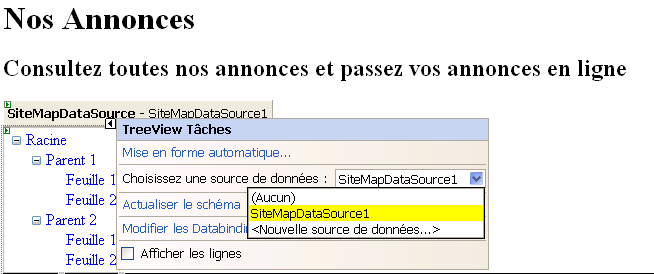 Nos Annonces
Consultez toutes nos annonces et passez vos annonces en ligne
SiteMapDataSource - SiteMapDataSource1
Racine
Parent 1
Feuille 1
Feuille 2
Parent 2
Feuille 1
Feuille 2
TreeView Tâches
Mise en forme automatique...
Choisissez une source de données : SiteMapDataSource1
(Aucun)
SiteMapDataSource1
<Nouvelle source de données...>
Actualiser le schéma
Modifier les Databindin
Afficher les lignes